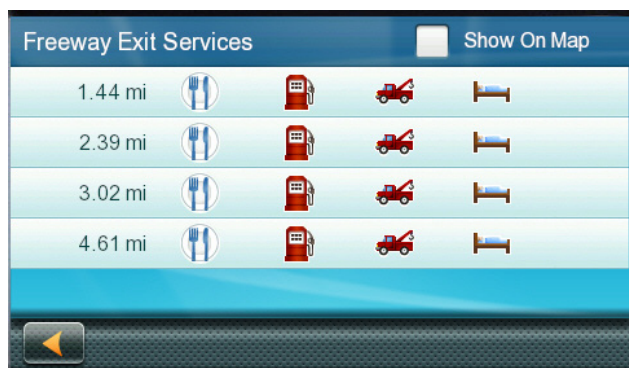 Freeway Exit Services Show On Map
1.44 mi
2.39 mi
3.02 mi
4.61 mi